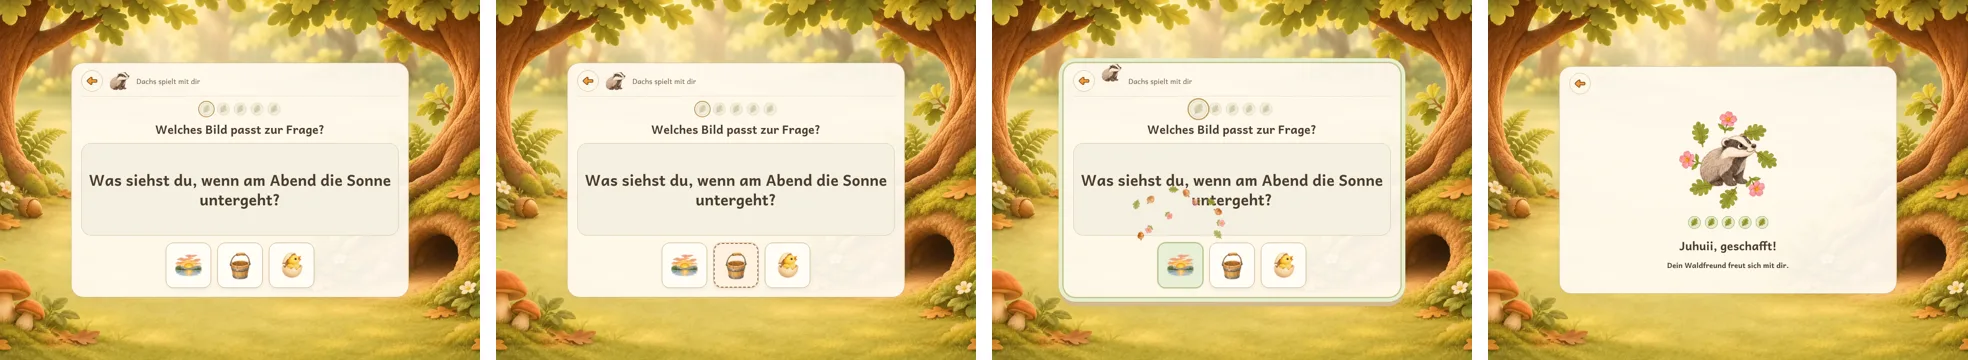 Dachs spielt mit dir
Welches Bild passt zur Frage?
Was siehst du, wenn am Abend die Sonne
untergeht?
Dachs spielt mit dir
Welches Bild passt zur Frage?
Was siehst du, wenn am Abend die Sonne
untergeht?
Dachs spielt mit dir
Welches Bild passt zur Frage?
Was siehst du, wenn am Abend die Sonne
untergeht?
Juhuii, geschafft!
Dein Waldfreund freut sich mit dir.